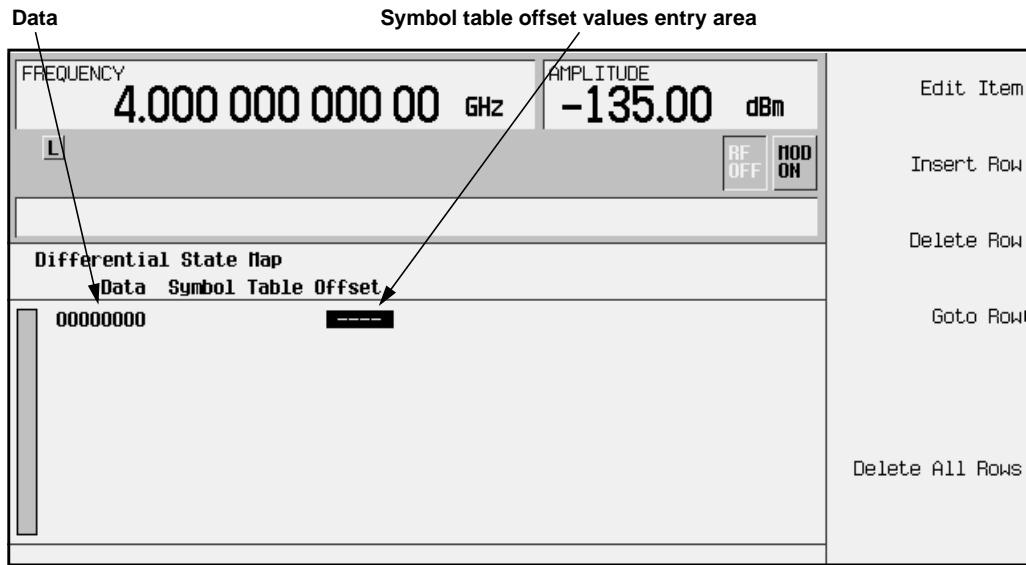 Data
Symbol table offset values entry area
FREQUENCY
4.000 000 000 00 GHz
AMPLITUDE
-135.00 dBm
L
RF OFF
MOD ON
Differential State Map
Data Symbol Table Offset
00000000 ----
Edit Item
Insert Row
Delete Row
Goto Row
Delete All Rows